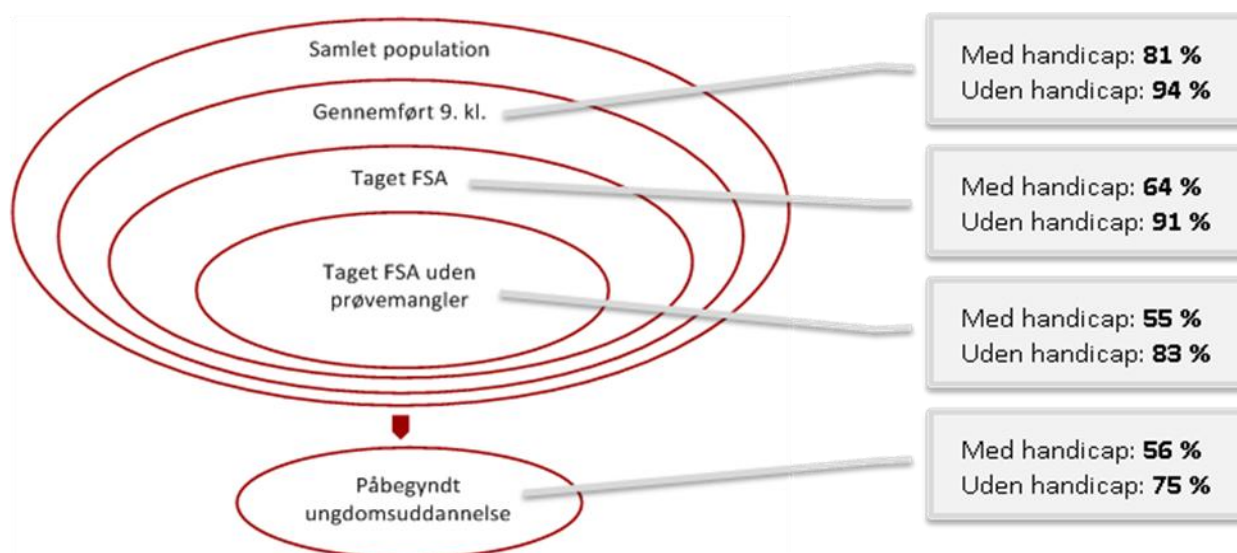 Samlet population
Gennemført 9. kl.
Taget FSA
Taget FSA uden
prøvemangler
Påbegyndt
ungdomsuddannelse
Med handicap: 81 %
Uden handicap: 94 %
Med handicap: 64 %
Uden handicap: 91 %
Med handicap: 55 %
Uden handicap: 83 %
Med handicap: 56 %
Uden handicap: 75 %